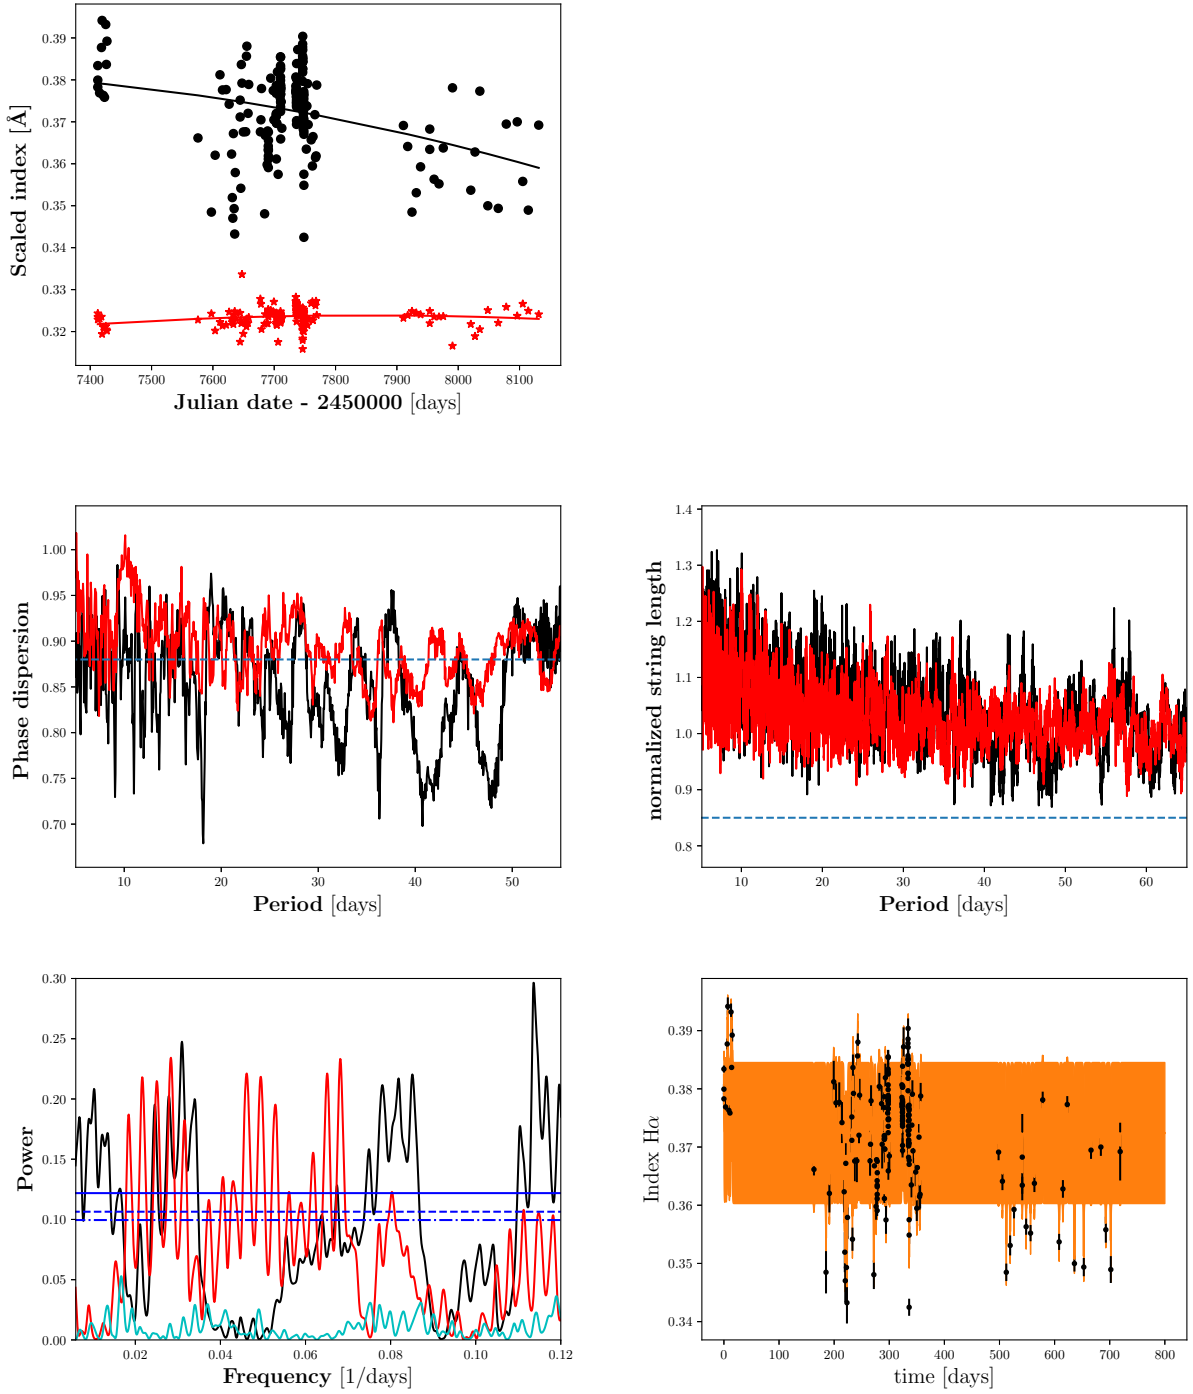 Scaled index [Å]
0.39
0.38
0.37
0.36
0.35
0.34
0.33
0.32
7400 7500 7600 7700 7800 7900 8000 8100
Julian date - 2450000 [days]
Phase dispersion
1.00
0.95
0.90
0.85
0.80
0.75
0.70
10 20 30 40 50
Period [days]
normalized string length
1.4
1.3
1.2
1.1
1.0
0.9
0.8
10 20 30 40 50 60
Period [days]
Power
0.30
0.25
0.20
0.15
0.10
0.05
0.00
0.02 0.04 0.06 0.08 0.10 0.12
Frequency [1/days]
Index Hα
0.39
0.38
0.37
0.36
0.35
0.34
0 100 200 300 400 500 600 700 800
time [days]